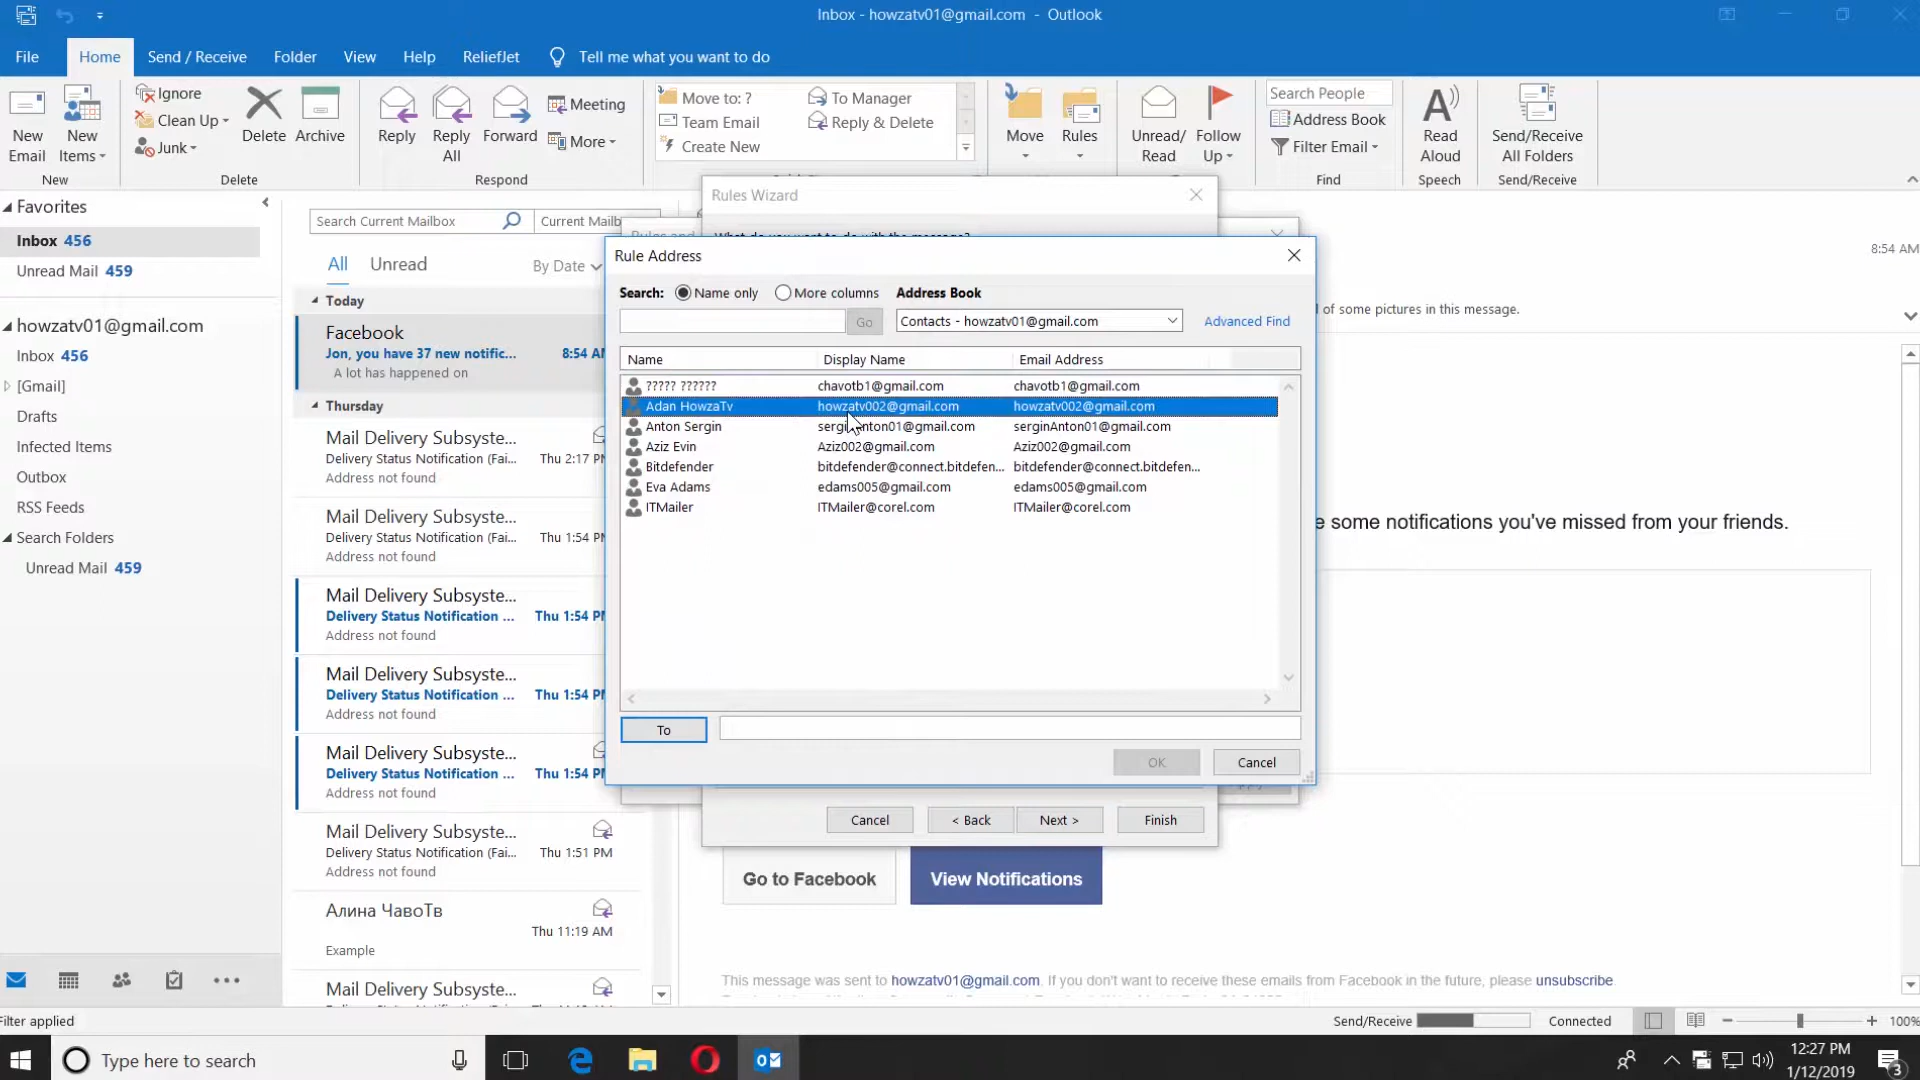 Inbox - howzatv01@gmail.com - Outlook
File Home Send / Receive Folder View Help ReliefJet Tell me what you want to do
New Email
New Items
New
Ignore
Clean Up
Junk
Delete
Archive
Delete
Reply
Reply All
Forward
Meeting
More
Respond
Move to: ?
Team Email
Create New
To Manager
Reply & Delete
Move
Rules
Unread/ Read
Follow Up
Search People
Address Book
Filter Email
Find
Read Aloud
Speech
Send/Receive All Folders
Send/Receive
Favorites
Inbox 456
Unread Mail 459
howzatv01@gmail.com
Inbox 456
[Gmail]
Drafts
Infected Items
Outbox
RSS Feeds
Search Folders
Unread Mail 459
Search Current Mailbox
Current Mailb
All Unread By Date
Today
Facebook
Jon, you have 37 new notific... 8:54 AM
A lot has happened on
Thursday
Mail Delivery Subsyste...
Delivery Status Notification (Fai... Thu 2:17 P
Address not found
Mail Delivery Subsyste...
Delivery Status Notification (Fai... Thu 1:54 P
Address not found
Mail Delivery Subsyste...
Delivery Status Notification ... Thu 1:54 P
Address not found
Mail Delivery Subsyste...
Delivery Status Notification ... Thu 1:54 P
Address not found
Mail Delivery Subsyste...
Delivery Status Notification ... Thu 1:54 P
Address not found
Mail Delivery Subsyste...
Delivery Status Notification (Fai... Thu 1:51 PM
Address not found
Алина ЧавоТв
Thu 11:19 AM
Example
Mail Delivery Subsyste...
Rules Wizard
What do you want to do with the message?
Rules and
Rule Address
Search: Name only More columns Address Book
Go Contacts - howzatv01@gmail.com Advanced Find
Name Display Name Email Address
????? ?????? chavotb1@gmail.com chavotb1@gmail.com
Adan HowzaTv howzatv002@gmail.com howzatv002@gmail.com
Anton Sergin serginAnton01@gmail.com serginAnton01@gmail.com
Aziz Evin Aziz002@gmail.com Aziz002@gmail.com
Bitdefender bitdefender@connect.bitdefen... bitdefender@connect.bitdefen...
Eva Adams edams005@gmail.com edams005@gmail.com
ITMailer ITMailer@corel.com ITMailer@corel.com
To
OK Cancel
Cancel < Back Next > Finish
8:54 AM
d of some pictures in this message.
e some notifications you've missed from your friends.
Go to Facebook View Notifications
This message was sent to howzatv01@gmail.com. If you don't want to receive these emails from Facebook in the future, please unsubscribe
Filter applied
Send/Receive Connected 100%
Type here to search
12:27 PM
1/12/2019
3